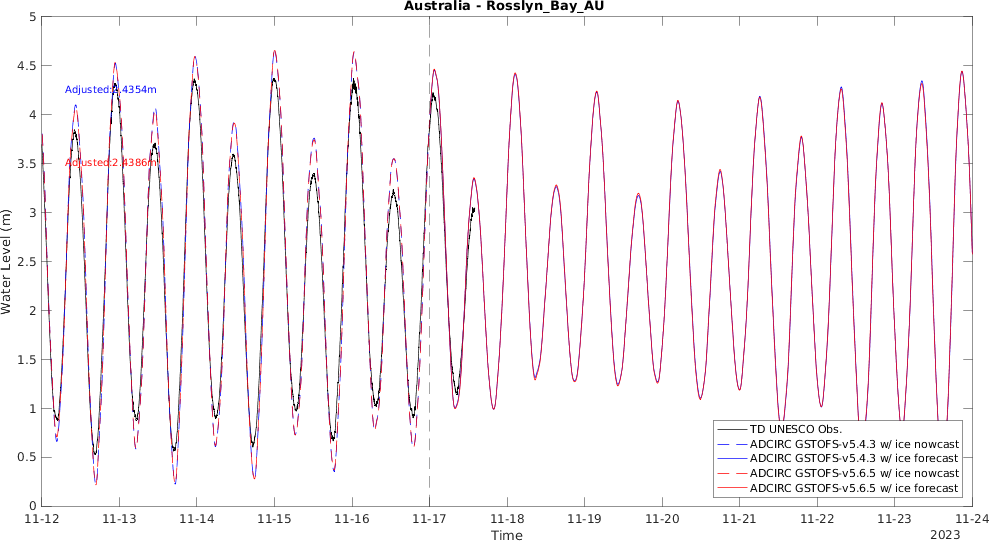 Australia - Rosslyn_Bay_AU
5
4.5
4
3.5
3
2.5
2
1.5
1
0.5
0
Water Level (m)
Adjusted:2.4354m
Adjusted:2.4386m
TD UNESCO Obs.
ADCIRC GSTOFS-v5.4.3 w/ ice nowcast
ADCIRC GSTOFS-v5.4.3 w/ ice forecast
ADCIRC GSTOFS-v5.6.5 w/ ice nowcast
ADCIRC GSTOFS-v5.6.5 w/ ice forecast
11-12 11-13 11-14 11-15 11-16 11-17 11-18 11-19 11-20 11-21 11-22 11-23 11-24
Time
2023